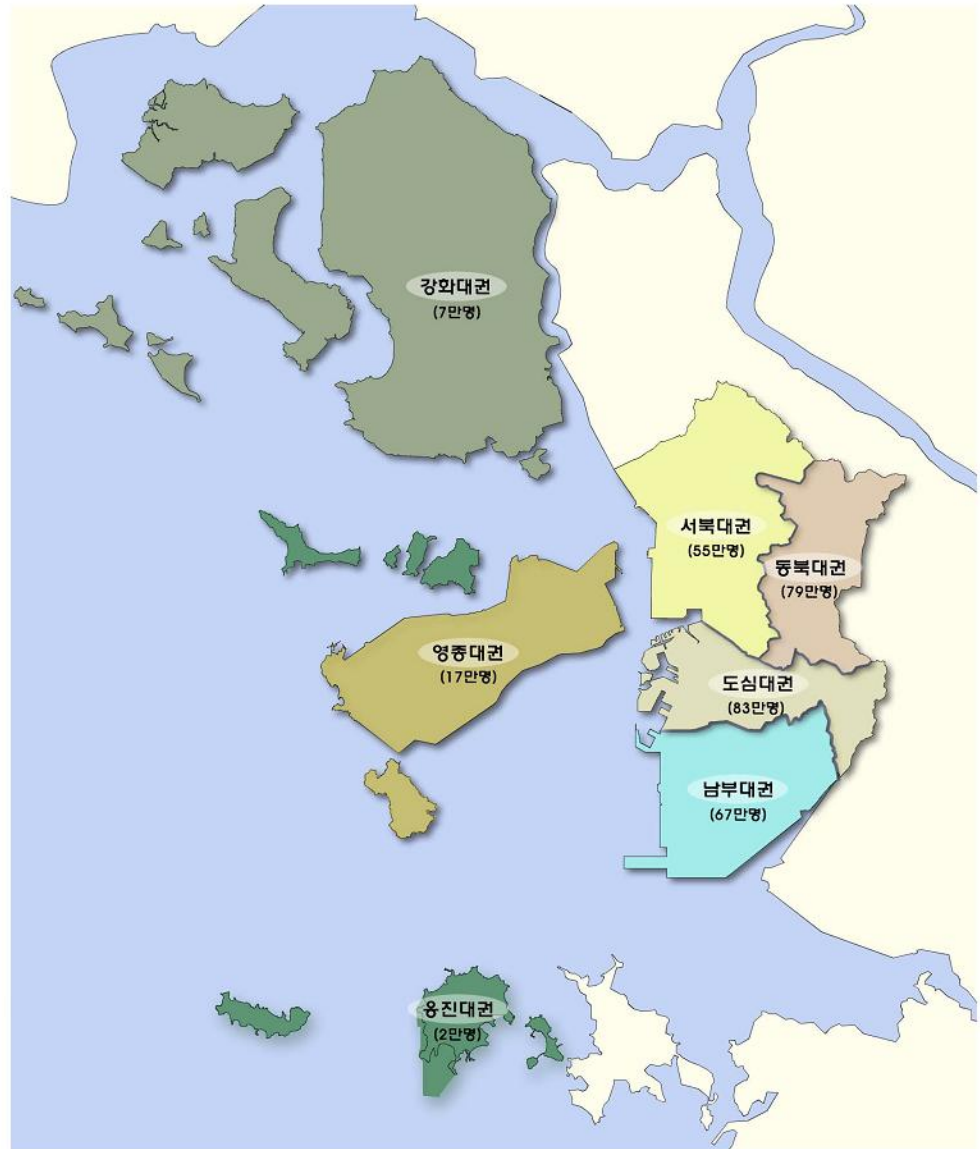 강화대권
(7만명)
서북대권
(55만명)
동북대권
(79만명)
영종대권
(17만명)
도심대권
(83만명)
남부대권
(67만명)
옹진대권
(2만명)